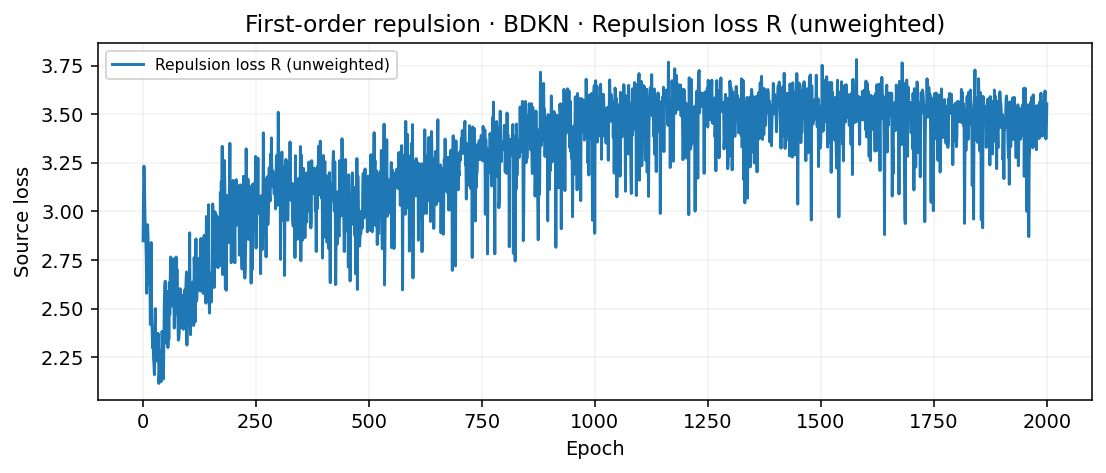 First-order repulsion · BDKN · Repulsion loss R (unweighted)
Repulsion loss R (unweighted)
Source loss
3.75
3.50
3.25
3.00
2.75
2.50
2.25
0 250 500 750 1000 1250 1500 1750 2000
Epoch